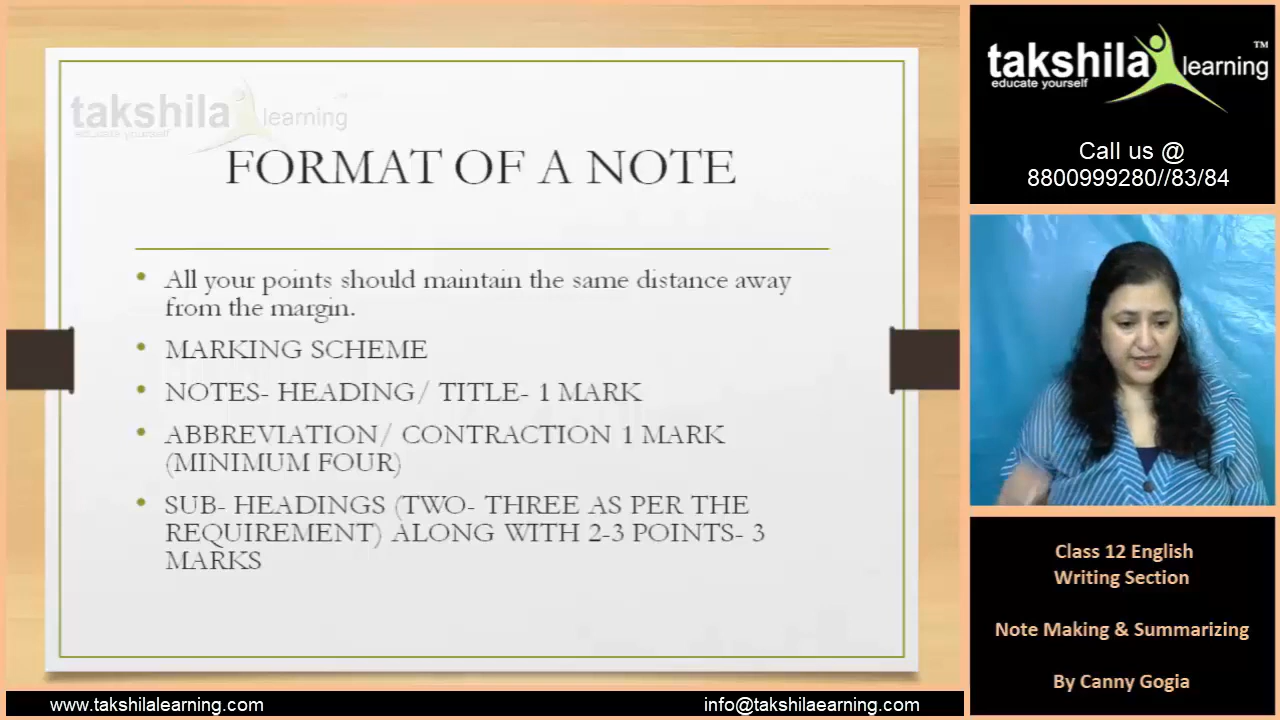 takshila learning
educate yourself
FORMAT OF A NOTE
• All your points should maintain the same distance away
from the margin.
• MARKING SCHEME
• NOTES- HEADING/ TITLE- 1 MARK
• ABBREVIATION/ CONTRACTION 1 MARK
(MINIMUM FOUR)
• SUB- HEADINGS (TWO- THREE AS PER THE
REQUIREMENT) ALONG WITH 2-3 POINTS- 3
MARKS
www.takshilalearning.com
info@takshilaearning.com
takshila learning TM
educate yourself
Call us @
8800999280//83/84
Class 12 English
Writing Section
Note Making & Summarizing
By Canny Gogia